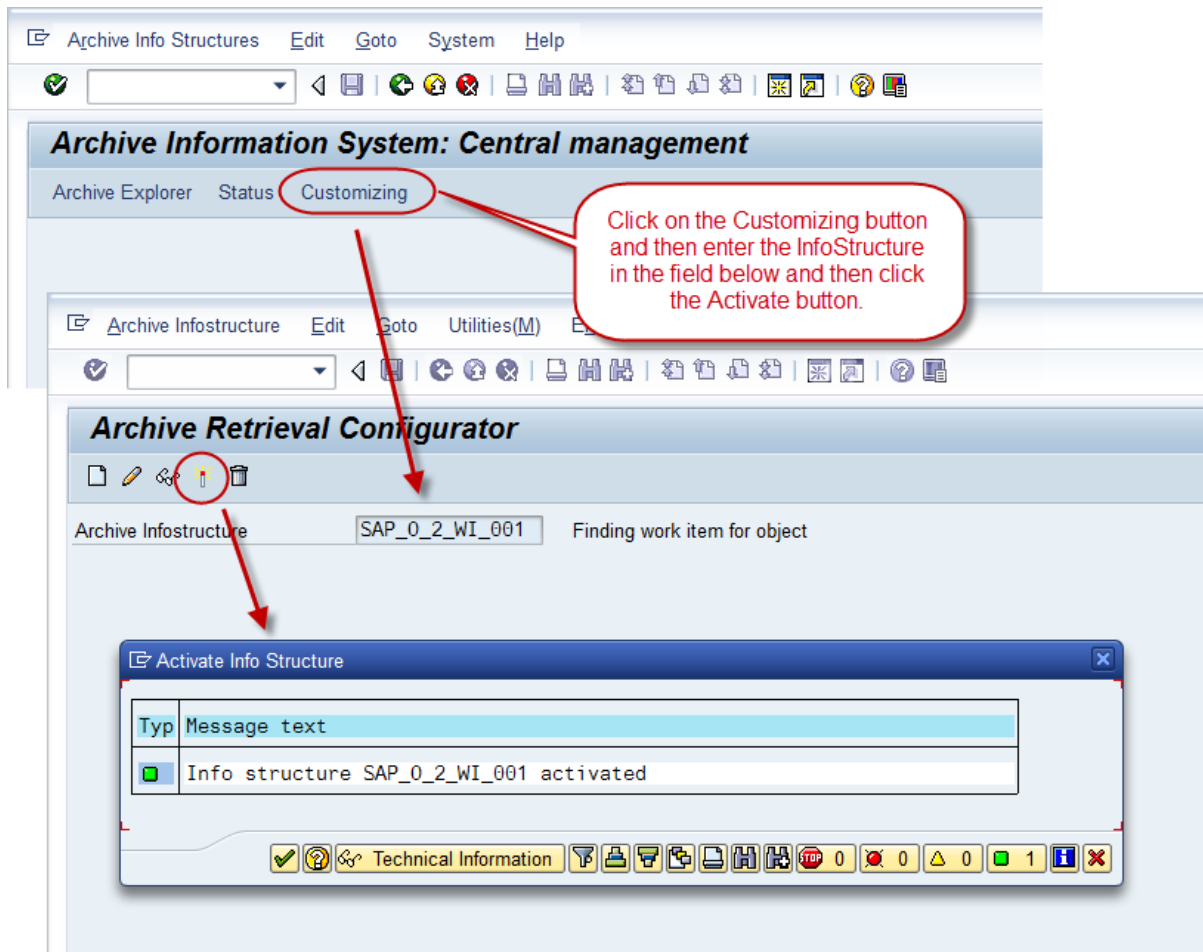 Archive Info Structures Edit Goto System Help
Archive Information System: Central management
Archive Explorer Status Customizing
Click on the Customizing button
and then enter the InfoStructure
in the field below and then click
the Activate button.
Archive Infostructure Edit Goto Utilities(M)
Archive Retrieval Configurator
Archive Infostructure SAP_O_2_WI_001 Finding work item for object
Activate Info Structure
Typ Message text
Info structure SAP_O_2_WI_001 activated
Technical Information STOP 0 0 0 1